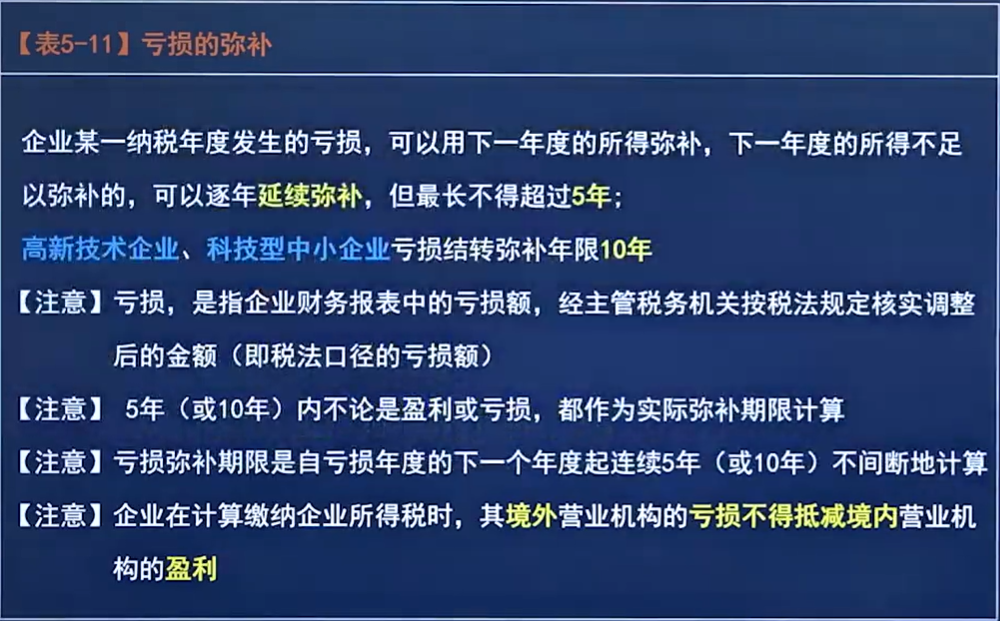 【表5-11】亏损的弥补
企业某一纳税年度发生的亏损，可以用下一年度的所得弥补，下一年度的所得不足
以弥补的，可以逐年延续弥补，但最长不得超过5年；
高新技术企业、科技型中小企业亏损结转弥补年限10年
【注意】亏损，是指企业财务报表中的亏损额，经主管税务机关按税法规定核实调整
后的金额（即税法口径的亏损额）
【注意】 5年（或10年）内不论是盈利或亏损，都作为实际弥补期限计算
【注意】亏损弥补期限是自亏损年度的下一个年度起连续5年（或10年）不间断地计算
【注意】企业在计算缴纳企业所得税时，其境外营业机构的亏损不得抵减境内营业机
构的盈利